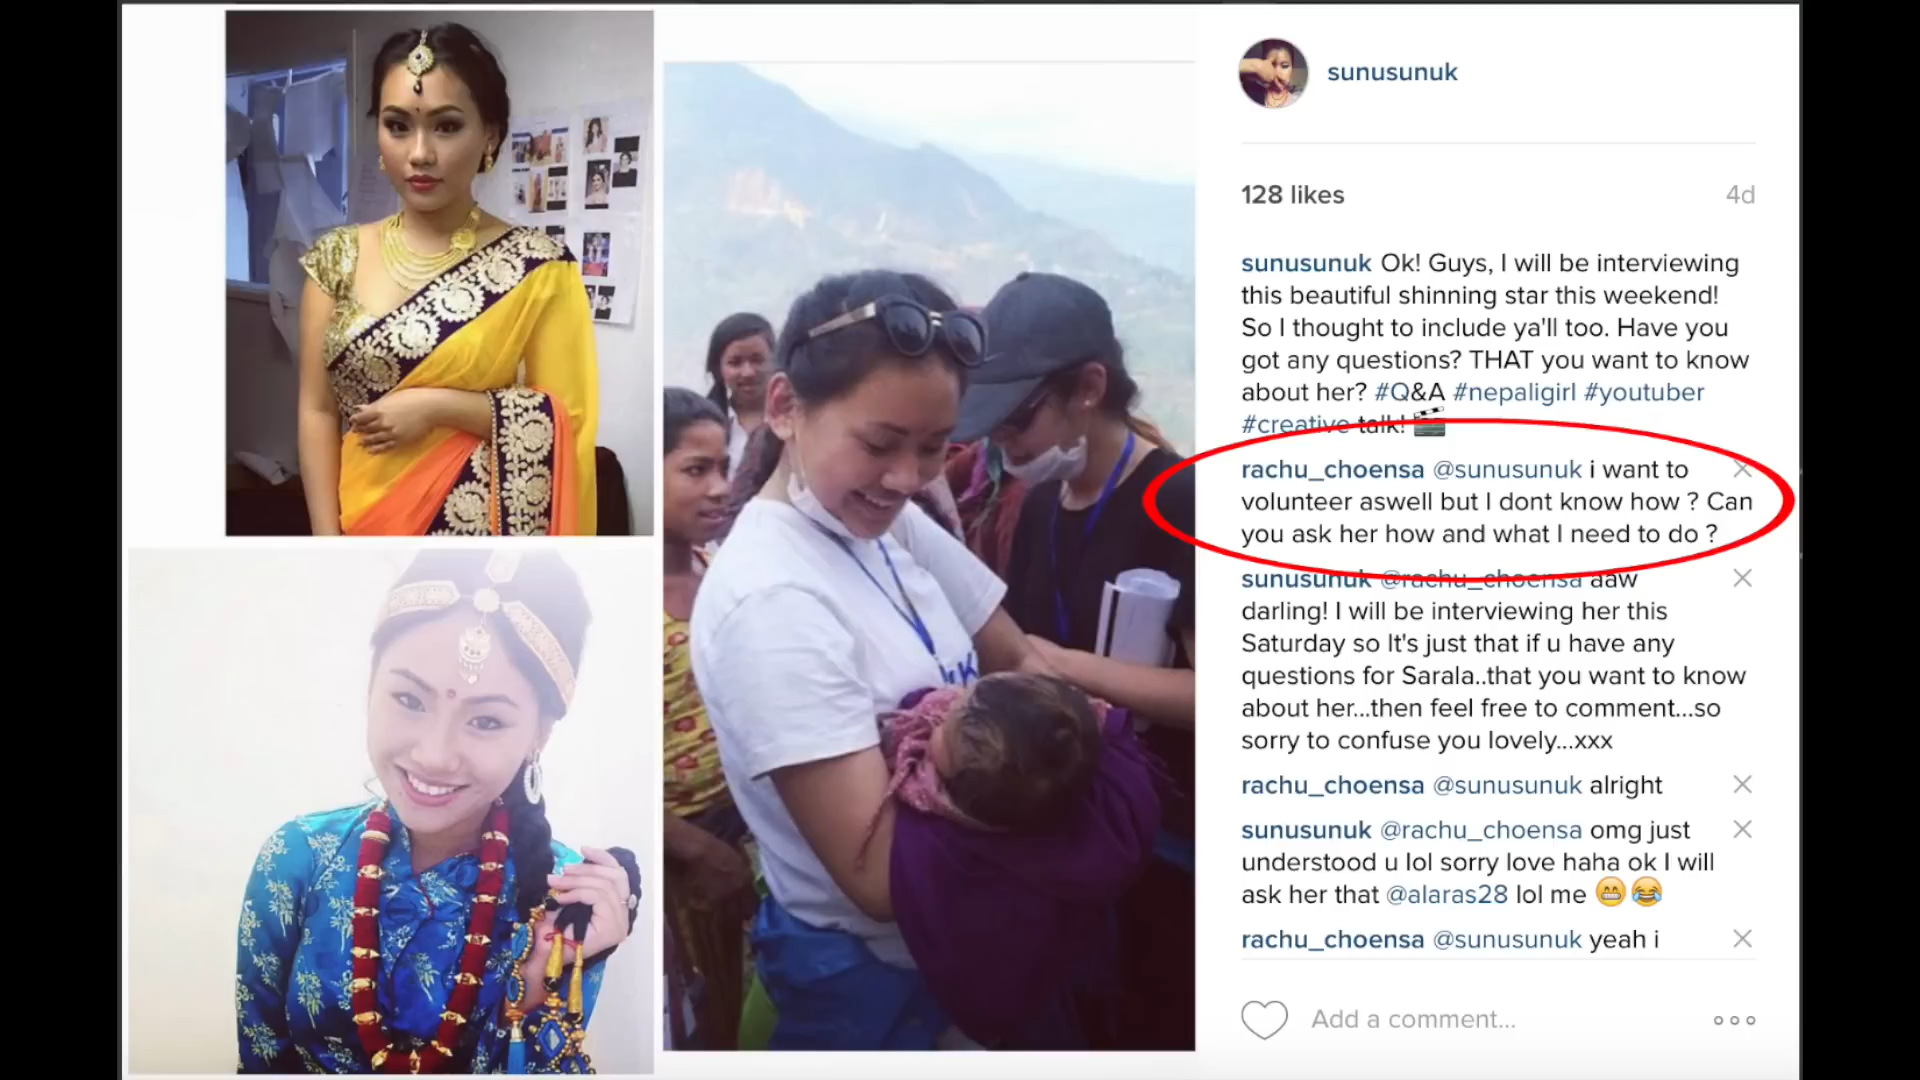 sunusunuk
128 likes 4d
sunusunuk Ok! Guys, I will be interviewing
this beautiful shinning star this weekend!
So I thought to include ya'll too. Have you
got any questions? THAT you want to know
about her? #Q&A #nepaligirl #youtuber
#creative talk! 🎬
rachu_choensa @sunusunuk i want to
volunteer aswell but I dont know how ? Can
you ask her how and what I need to do ?
sunusunuk @rachu_choensa aaw
darling! I will be interviewing her this
Saturday so It's just that if u have any
questions for Sarala..that you want to know
about her...then feel free to comment...so
sorry to confuse you lovely...xxx
rachu_choensa @sunusunuk alright
sunusunuk @rachu_choensa omg just
understood u lol sorry love haha ok I will
ask her that @alaras28 lol me 😁😂
rachu_choensa @sunusunuk yeah i
Add a comment...